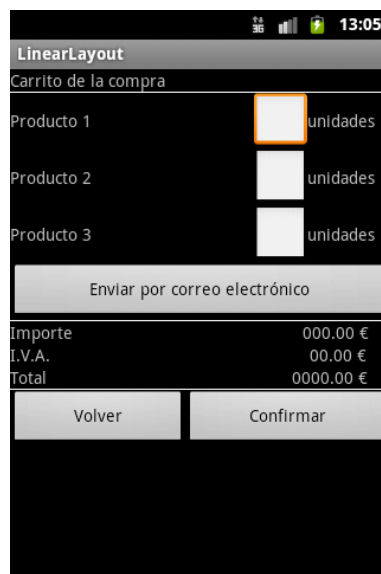 3G 13:05
LinearLayout
Carrito de la compra
Producto 1 unidades
Producto 2 unidades
Producto 3 unidades
Enviar por correo electrónico
Importe 000.00 €
I.V.A. 00.00 €
Total 0000.00 €
Volver Confirmar